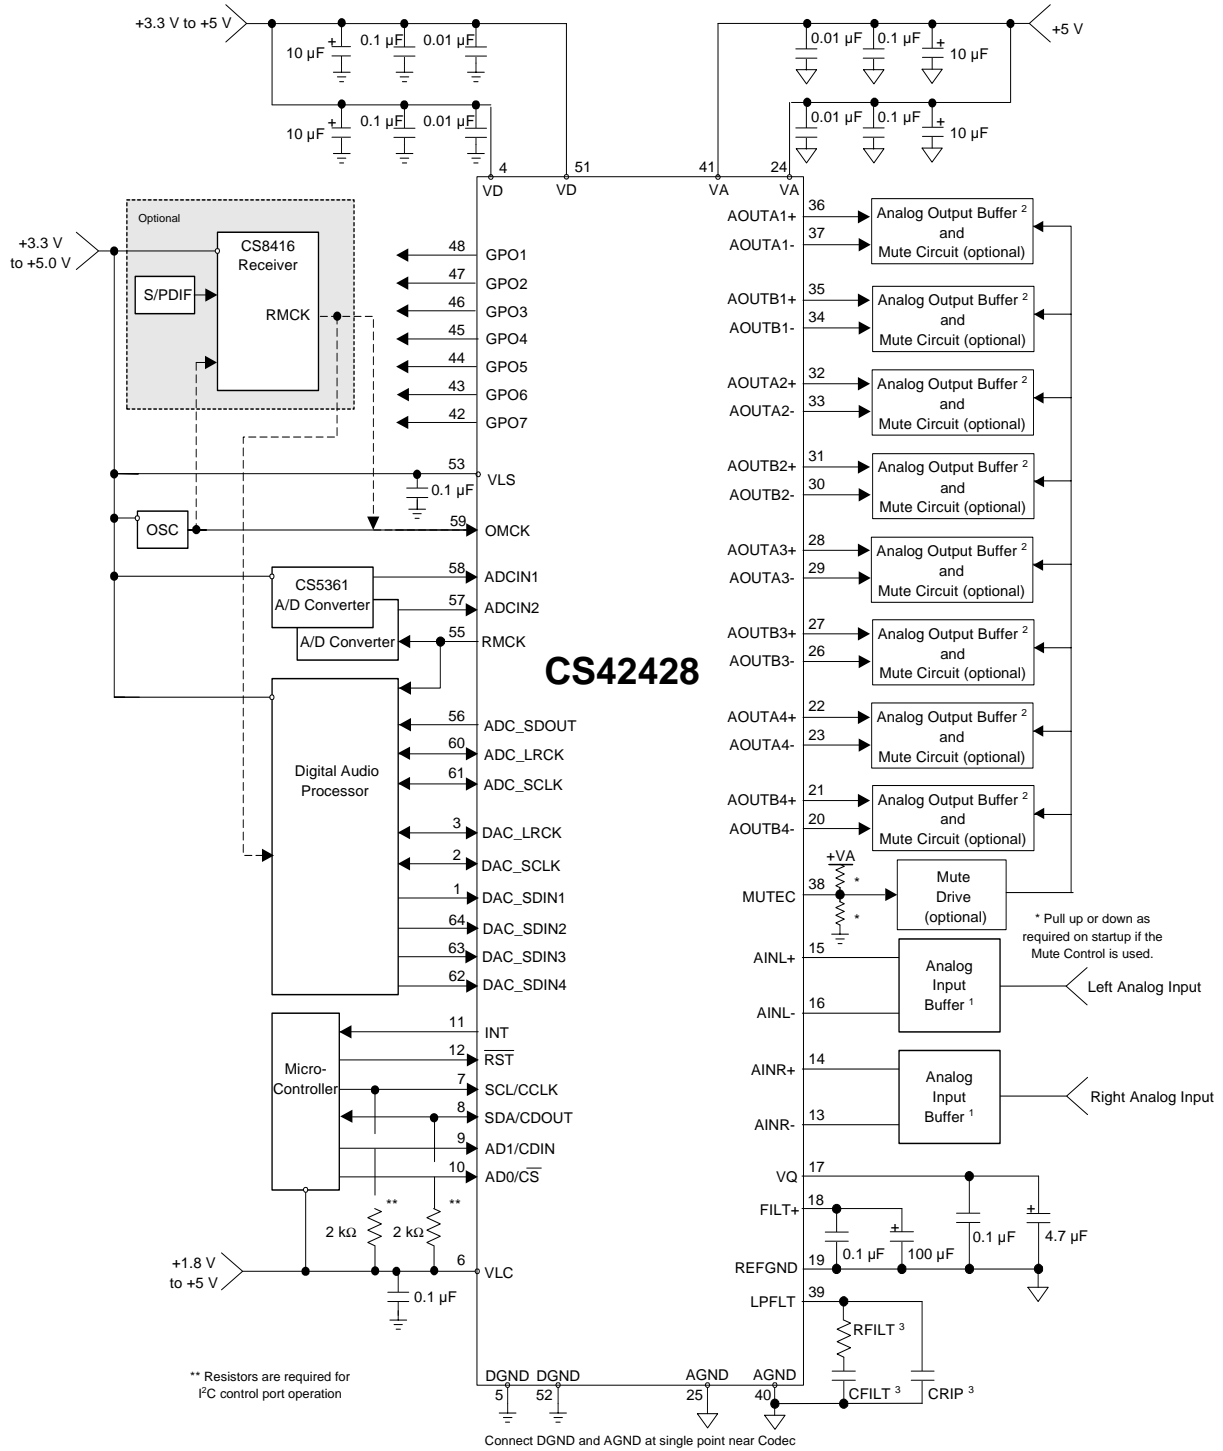 +3.3 V to +5 V
10 µF
+
0.1 µF
0.01 µF
10 µF
+
0.1 µF
0.01 µF
0.01 µF
0.1 µF
+
10 µF
+5 V
0.01 µF
0.1 µF
+
10 µF
4
51
41
24
VD
VD
VA
VA
Optional
CS8416
Receiver
S/PDIF
RMCK
+3.3 V
to +5.0 V
48
GPO1
47
GPO2
46
GPO3
45
GPO4
44
GPO5
43
GPO6
42
GPO7
53
VLS
0.1 µF
OSC
59
OMCK
CS5361
A/D Converter
A/D Converter
58
ADCIN1
57
ADCIN2
55
RMCK
CS42428
Digital Audio
Processor
56
ADC_SDOUT
60
ADC_LRCK
61
ADC_SCLK
3
DAC_LRCK
2
DAC_SCLK
1
DAC_SDIN1
64
DAC_SDIN2
63
DAC_SDIN3
62
DAC_SDIN4
Micro-
Controller
11
INT
12
RST
7
SCL/CCLK
8
SDA/CDOUT
9
AD1/CDIN
10
AD0/CS
**
**
2 kΩ
2 kΩ
+1.8 V
to +5 V
6
VLC
0.1 µF
** Resistors are required for
I2C control port operation
AOUTA1+
36
AOUTA1-
37
Analog Output Buffer 2
and
Mute Circuit (optional)
AOUTB1+
35
AOUTB1-
34
Analog Output Buffer 2
and
Mute Circuit (optional)
AOUTA2+
32
AOUTA2-
33
Analog Output Buffer 2
and
Mute Circuit (optional)
AOUTB2+
31
AOUTB2-
30
Analog Output Buffer 2
and
Mute Circuit (optional)
AOUTA3+
28
AOUTA3-
29
Analog Output Buffer 2
and
Mute Circuit (optional)
AOUTB3+
27
AOUTB3-
26
Analog Output Buffer 2
and
Mute Circuit (optional)
AOUTA4+
22
AOUTA4-
23
Analog Output Buffer 2
and
Mute Circuit (optional)
AOUTB4+
21
AOUTB4-
20
Analog Output Buffer 2
and
Mute Circuit (optional)
+VA
*
*
MUTEC
38
Mute
Drive
(optional)
* Pull up or down as
required on startup if the
Mute Control is used.
AINL+
15
AINL-
16
Analog
Input
Buffer 1
Left Analog Input
AINR+
14
AINR-
13
Analog
Input
Buffer 1
Right Analog Input
VQ
17
FILT+
18
0.1 µF
+
100 µF
0.1 µF
+
4.7 µF
REFGND
19
LPFLT
39
RFILT 3
CFILT 3
CRIP 3
DGND
DGND
AGND
AGND
5
52
25
40
Connect DGND and AGND at single point near Codec